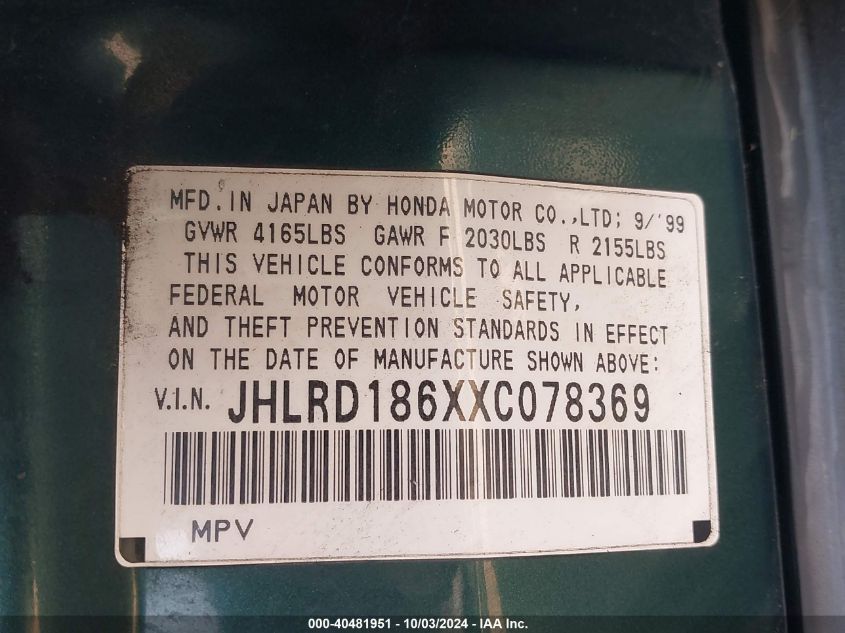 MFD. IN JAPAN BY HONDA MOTOR CO.,LTD; 9/'99
GVWR 4165LBS GAWR F 2030LBS R 2155LBS
THIS VEHICLE CONFORMS TO ALL APPLICABLE
FEDERAL MOTOR VEHICLE SAFETY,
AND THEFT PREVENTION STANDARDS IN EFFECT
ON THE DATE OF MANUFACTURE SHOWN ABOVE:
V.I.N. JHLRD186XXC078369
MPV
000-40481951 - 10/03/2024 - IAA Inc.